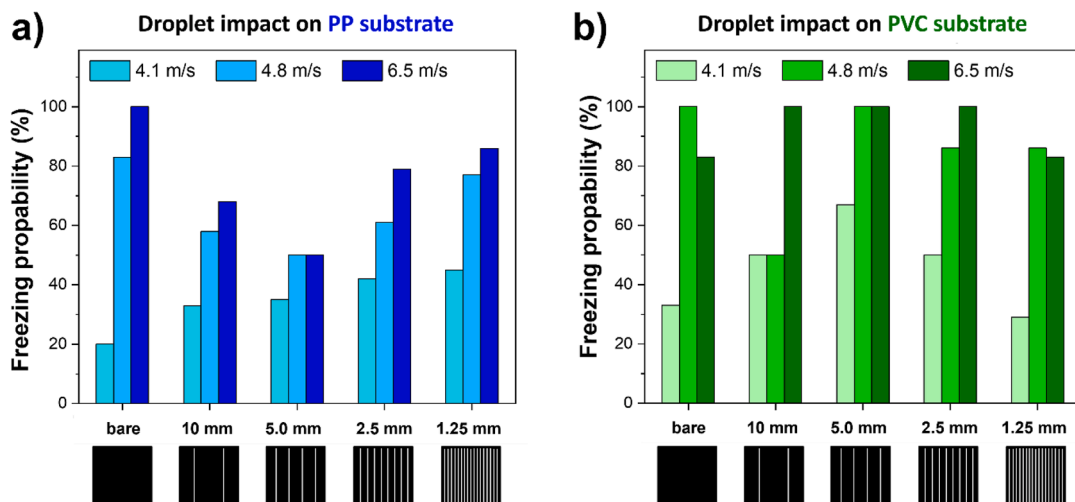 a)
Droplet impact on PP substrate
4.1 m/s 4.8 m/s 6.5 m/s
Freezing propability (%)
100
80
60
40
20
0
bare 10 mm 5.0 mm 2.5 mm 1.25 mm
b)
Droplet impact on PVC substrate
4.1 m/s 4.8 m/s 6.5 m/s
Freezing propability (%)
100
80
60
40
20
0
bare 10 mm 5.0 mm 2.5 mm 1.25 mm